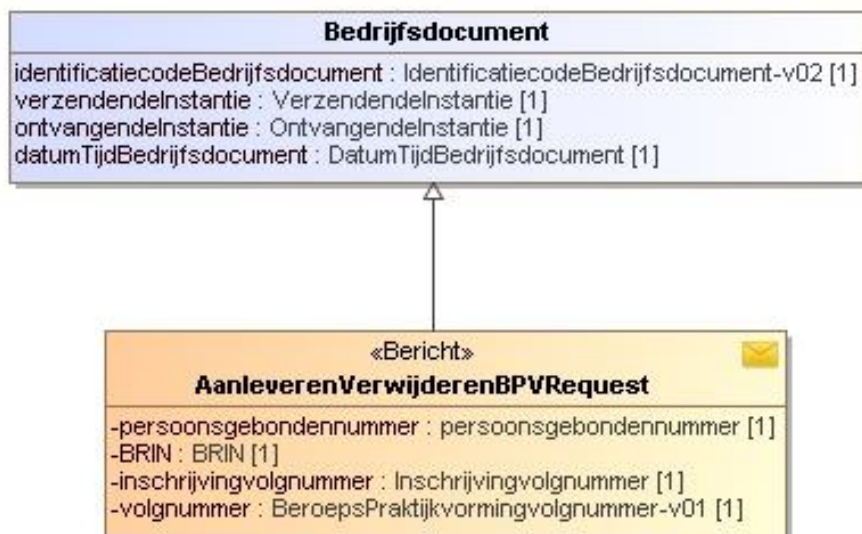 Bedrijfsdocument
identificatiecodeBedrijfsdocument : IdentificatiecodeBedrijfsdocument-v02 [1]
verzendendeInstantie : VerzendendeInstantie [1]
ontvangendeInstantie : OntvangendeInstantie [1]
datumTijdBedrijfsdocument : DatumTijdBedrijfsdocument [1]
«Bericht»
AanleverenVerwijderenBPVRequest
-persoonsgebondennummer : persoonsgebondennummer [1]
-BRIN : BRIN [1]
-inschrijvingvolgnummer : Inschrijvingvolgnummer [1]
-volgnummer : BeroepsPraktijkvormingvolgnummer-v01 [1]